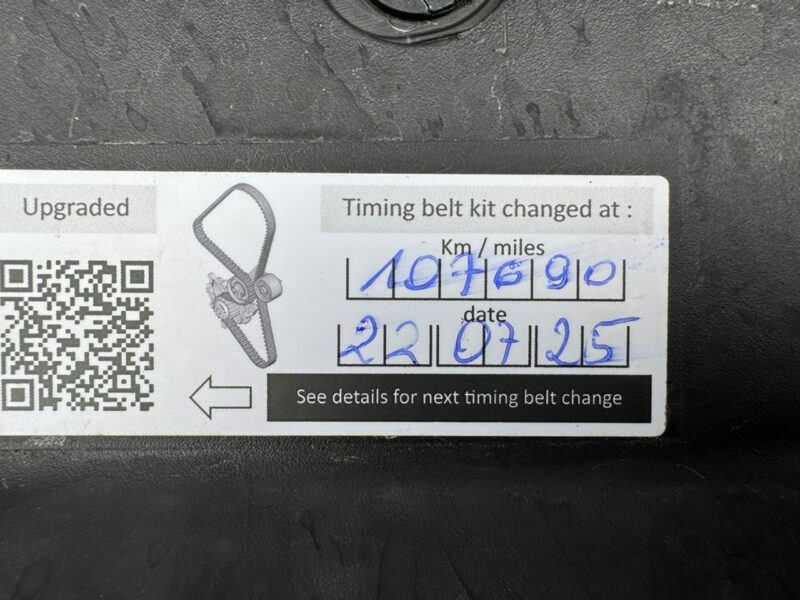 Upgraded
Timing belt kit changed at :
Km / miles
107690
date
22 07 25
See details for next timing belt change